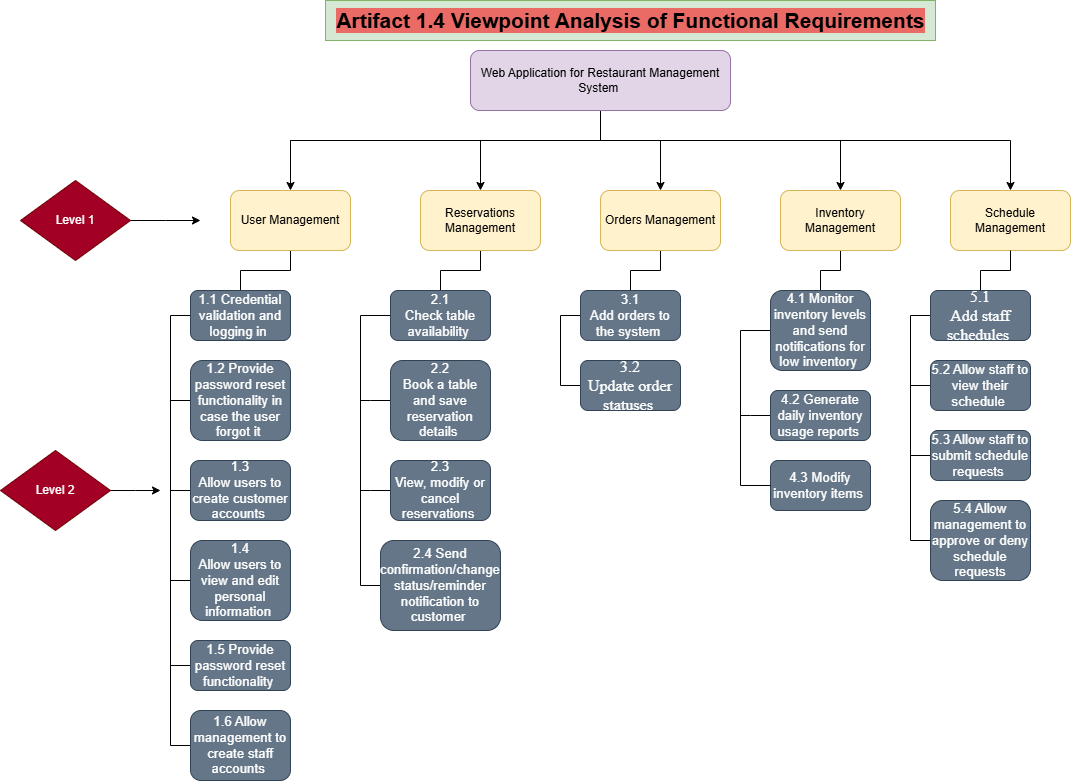 Artifact 1.4 Viewpoint Analysis of Functional Requirements
Web Application for Restaurant Management
System
Level 1
User Management
Reservations
Management
Orders Management
Inventory
Management
Schedule
Management
Level 2
1.1 Credential
validation and
logging in
1.2 Provide
password reset
functionality in
case the user
forgot it
1.3
Allow users to
create customer
accounts
1.4
Allow users to
view and edit
personal
information
1.5 Provide
password reset
functionality
1.6 Allow
management to
create staff
accounts
2.1
Check table
availability
2.2
Book a table
and save
reservation
details
2.3
View, modify or
cancel
reservations
2.4 Send
confirmation/change
status/reminder
notification to
customer
3.1
Add orders to
the system
3.2
Update order
statuses
4.1 Monitor
inventory levels
and send
notifications for
low inventory
4.2 Generate
daily inventory
usage reports
4.3 Modify
inventory items
5.1
Add staff
schedules
5.2 Allow staff to
view their
schedule
5.3 Allow staff to
submit schedule
requests
5.4 Allow
management to
approve or deny
schedule
requests